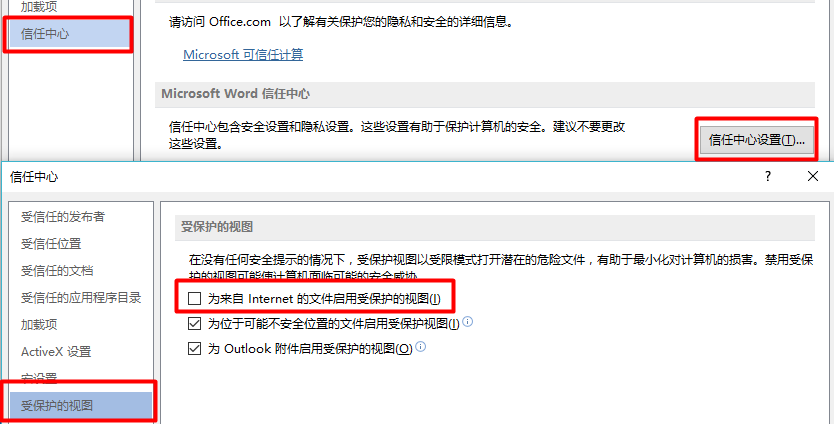 加载项
信任中心
请访问 Office.com 以了解有关保护您的隐私和安全的详细信息。
Microsoft 可信任计算
Microsoft Word 信任中心
信任中心包含安全设置和隐私设置。这些设置有助于保护计算机的安全。建议不要更改
这些设置。
信任中心设置(T)...
信任中心
?
受信任的发布者
受信任位置
受信任的文档
受信任的应用程序目录
加载项
ActiveX 设置
宏设置
受保护的视图
受保护的视图
在没有任何安全提示的情况下，受保护视图以受限模式打开潜在的危险文件，有助于最小化对计算机的损害。禁用受保
护的视图可能使计算机面临可能的安全威胁
为来自 Internet 的文件启用受保护的视图(I)
为位于可能不安全位置的文件启用受保护视图(I)
为 Outlook 附件启用受保护的视图(O)